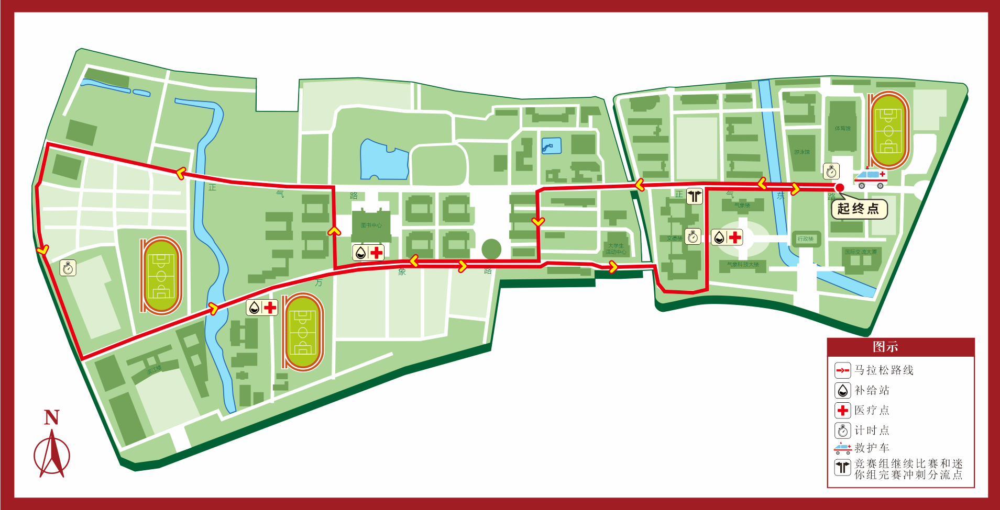 体育馆
游泳馆
正
气
路
正
气
东
路
起终点
气象楼
图书中心
文德楼
行政楼
大学生
活动中心
国际交流大厦
气象科技大楼
万
象
路
滨江楼
N
图示
马拉松路线
补给站
医疗点
计时点
救护车
竞赛组继续比赛和迷
你组完赛冲刺分流点